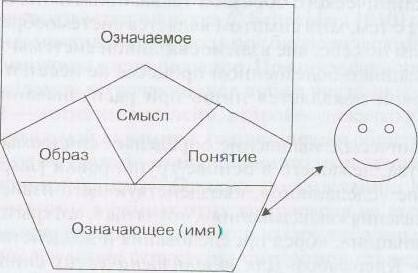 Означаемое
Смысл
Образ
Понятие
Означающее (имя)